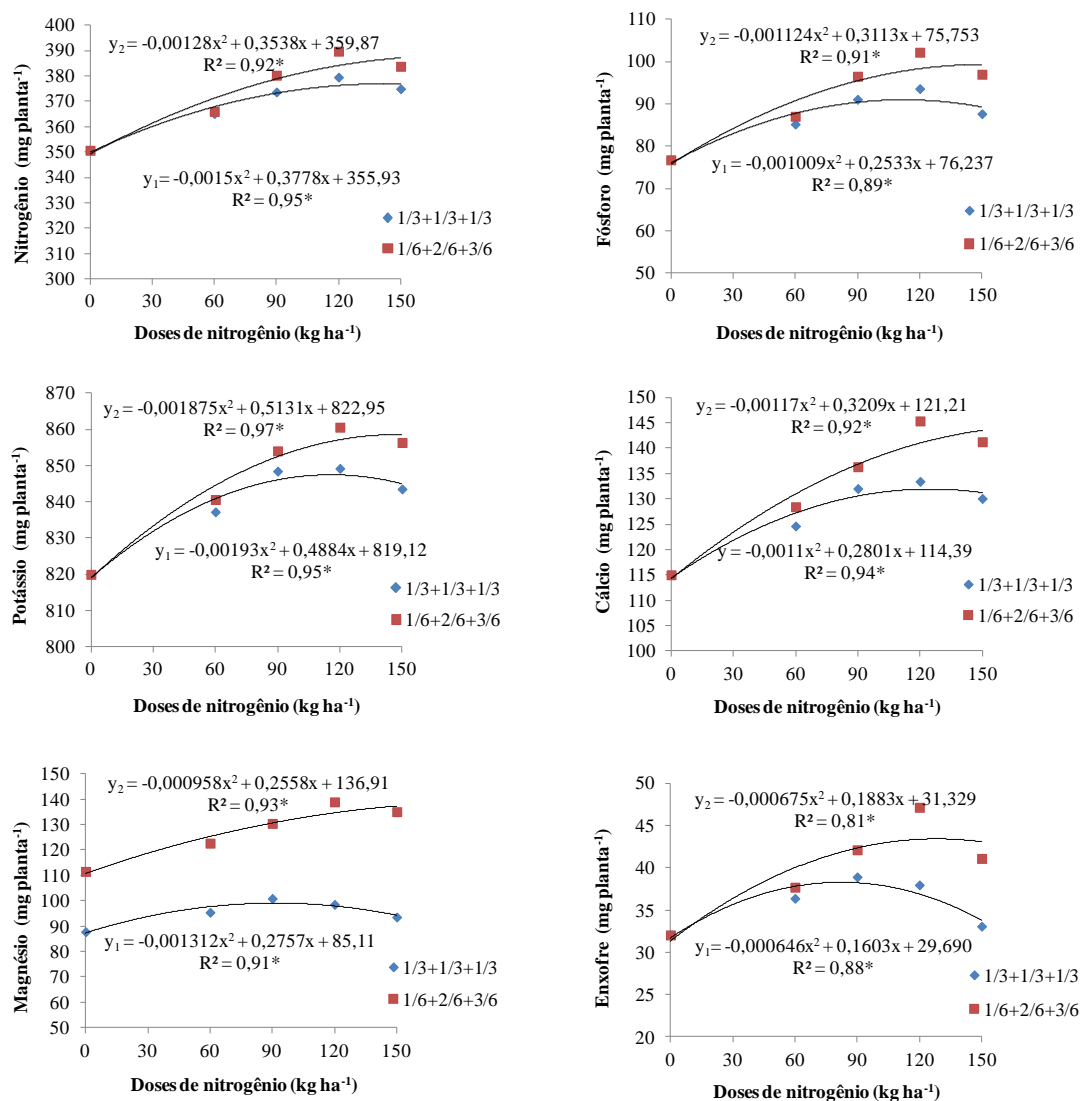 400
390
380
370
360
350
340
330
320
310
300
Nitrogênio (mg planta⁻¹)
y₂ = -0,00128x² + 0,3538x + 359,87
R² = 0,92*
y₁= -0,0015x² + 0,3778x + 355,93
R² = 0,95*
1/3+1/3+1/3
1/6+2/6+3/6
0 30 60 90 120 150
Doses de nitrogênio (kg ha⁻¹)
110
100
90
80
70
60
50
Fósforo (mg planta⁻¹)
y₂ = -0,001124x² + 0,3113x + 75,753
R² = 0,91*
y₁ = -0,001009x² + 0,2533x + 76,237
R² = 0,89*
1/3+1/3+1/3
1/6+2/6+3/6
0 30 60 90 120 150
Doses de nitrogênio (kg ha⁻¹)
870
860
850
840
830
820
810
800
Potássio (mg planta⁻¹)
y₂ = -0,001875x² + 0,5131x + 822,95
R² = 0,97*
y₁ = -0,00193x² + 0,4884x + 819,12
R² = 0,95*
1/3+1/3+1/3
1/6+2/6+3/6
0 30 60 90 120 150
Doses de nitrogênio (kg ha⁻¹)
150
145
140
135
130
125
120
115
110
105
100
Cálcio (mg planta⁻¹)
y₂ = -0,00117x² + 0,3209x + 121,21
R² = 0,92*
y = -0,0011x² + 0,2801x + 114,39
R² = 0,94*
1/3+1/3+1/3
1/6+2/6+3/6
0 30 60 90 120 150
Doses de nitrogênio (kg ha⁻¹)
150
140
130
120
110
100
90
80
70
60
50
Magnésio (mg planta⁻¹)
y₂ = -0,000958x² + 0,2558x + 136,91
R² = 0,93*
y₁ = -0,001312x² + 0,2757x + 85,11
R² = 0,91*
1/3+1/3+1/3
1/6+2/6+3/6
0 30 60 90 120 150
Doses de nitrogênio (kg ha⁻¹)
50
45
40
35
30
25
20
Enxofre (mg planta⁻¹)
y₂ = -0,000675x² + 0,1883x + 31,329
R² = 0,81*
y₁ = -0,000646x² + 0,1603x + 29,690
R² = 0,88*
1/3+1/3+1/3
1/6+2/6+3/6
0 30 60 90 120 150
Doses de nitrogênio (kg ha⁻¹)